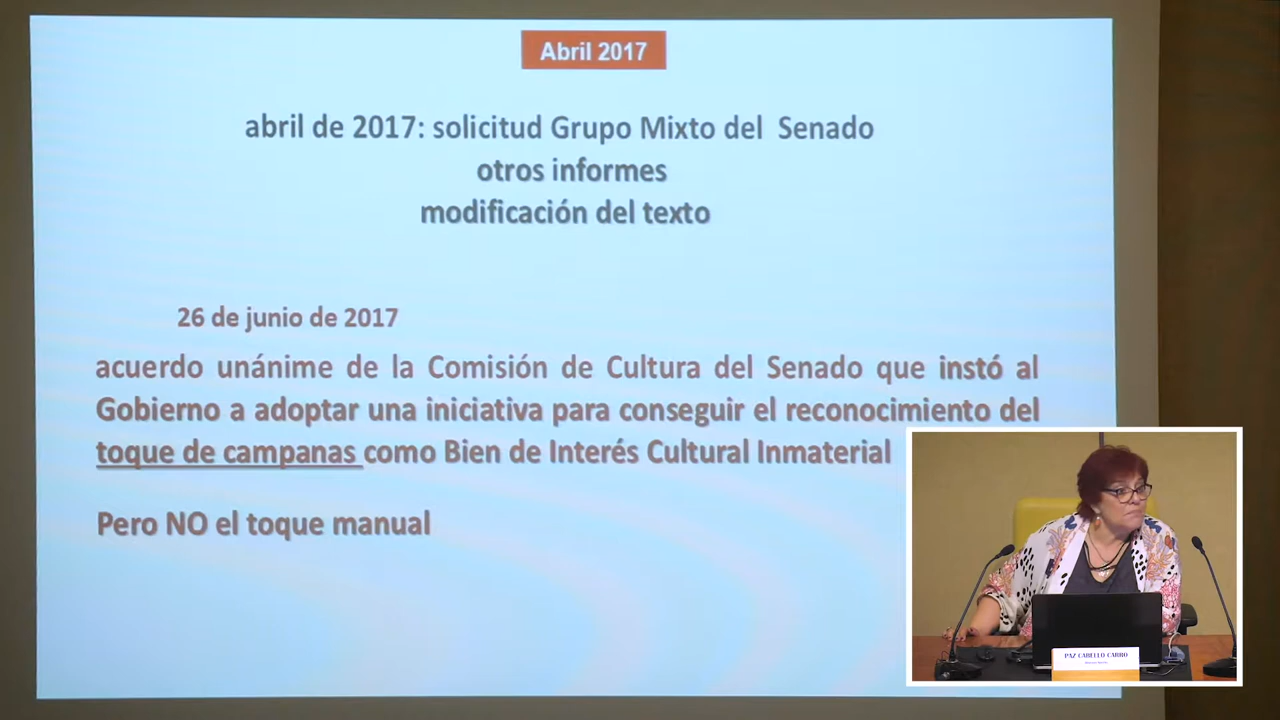 Abril 2017
abril de 2017: solicitud Grupo Mixto del Senado
otros informes
modificación del texto
26 de junio de 2017
acuerdo unánime de la Comisión de Cultura del Senado que instó al
Gobierno a adoptar una iniciativa para conseguir el reconocimiento del
toque de campanas como Bien de Interés Cultural Inmaterial
Pero NO el toque manual
PAZ CABELLO CARRO